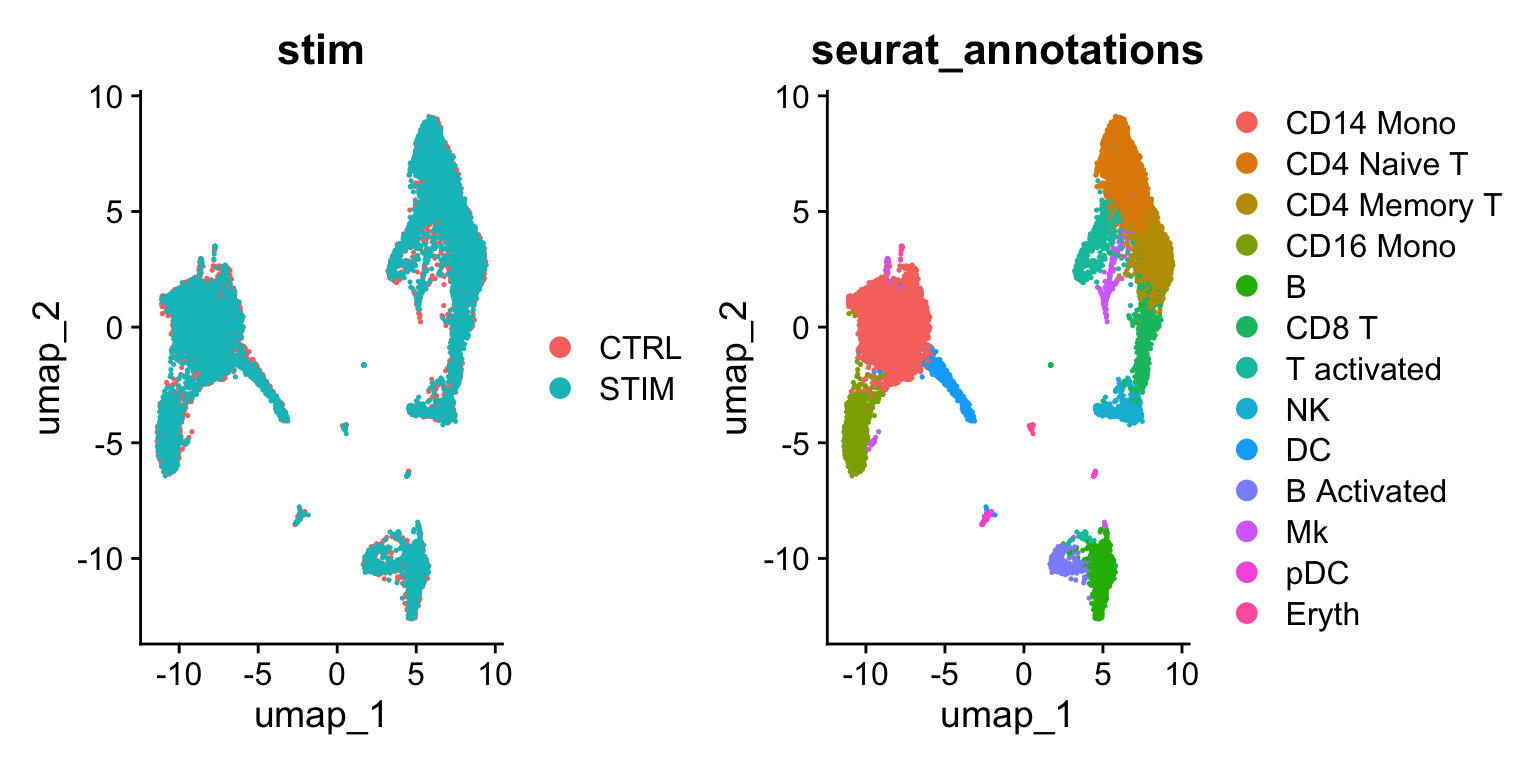 stim
10
5
0
-5
-10
umap_2
-10 -5 0 5 10
umap_1
CTRL
STIM
seurat_annotations
10
5
0
-5
-10
umap_2
-10 -5 0 5 10
umap_1
CD14 Mono
CD4 Naive T
CD4 Memory T
CD16 Mono
B
CD8 T
T activated
NK
DC
B Activated
Mk
pDC
Eryth